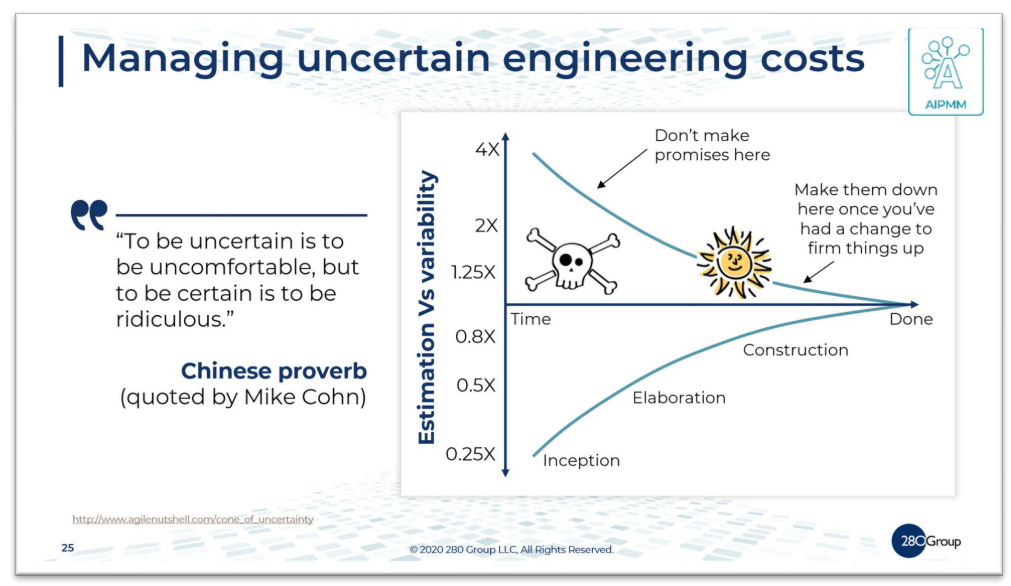 Managing uncertain engineering costs
AIPMM
“To be uncertain is to
be uncomfortable, but
to be certain is to be
ridiculous.”
Chinese proverb
(quoted by Mike Cohn)
Estimation Vs variability
4X
2X
1.25X
0.8X
0.5X
0.25X
Don’t make
promises here
Make them down
here once you’ve
had a change to
firm things up
Time
Done
Construction
Elaboration
Inception
http://www.agilenutshell.com/cone_of_uncertainty
25
© 2020 280 Group LLC, All Rights Reserved.
280Group